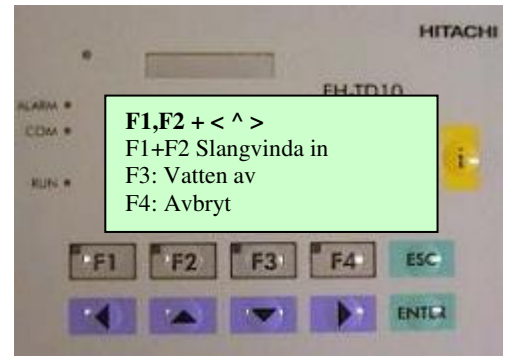 HITACHI
EH-TD10
ALARM
COM
RUN
F1,F2 + < ^ >
F1+F2 Slangvinda in
F3: Vatten av
F4: Avbryt
i
F1 F2 F3 F4 ESC
ENTER